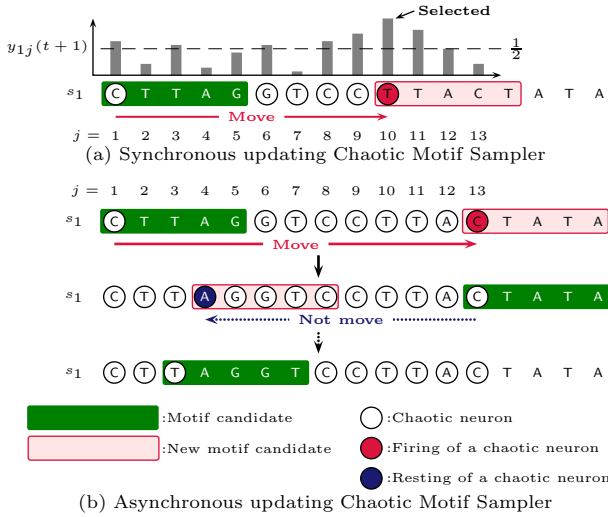 Selected
y1j(t + 1)
1/2
s1 C T T A G G T C C T T A C T A T A
Move
j = 1 2 3 4 5 6 7 8 9 10 11 12 13
(a) Synchronous updating Chaotic Motif Sampler
j = 1 2 3 4 5 6 7 8 9 10 11 12 13
s1 C T T A G G T C C T T A C T A T A
Move
s1 C T T A G G T C C T T A C T A T A
Not move
s1 C T T A G G T C C T T A C T A T A
:Motif candidate
:Chaotic neuron
:New motif candidate
:Firing of a chaotic neuron
:Resting of a chaotic neuron
(b) Asynchronous updating Chaotic Motif Sampler